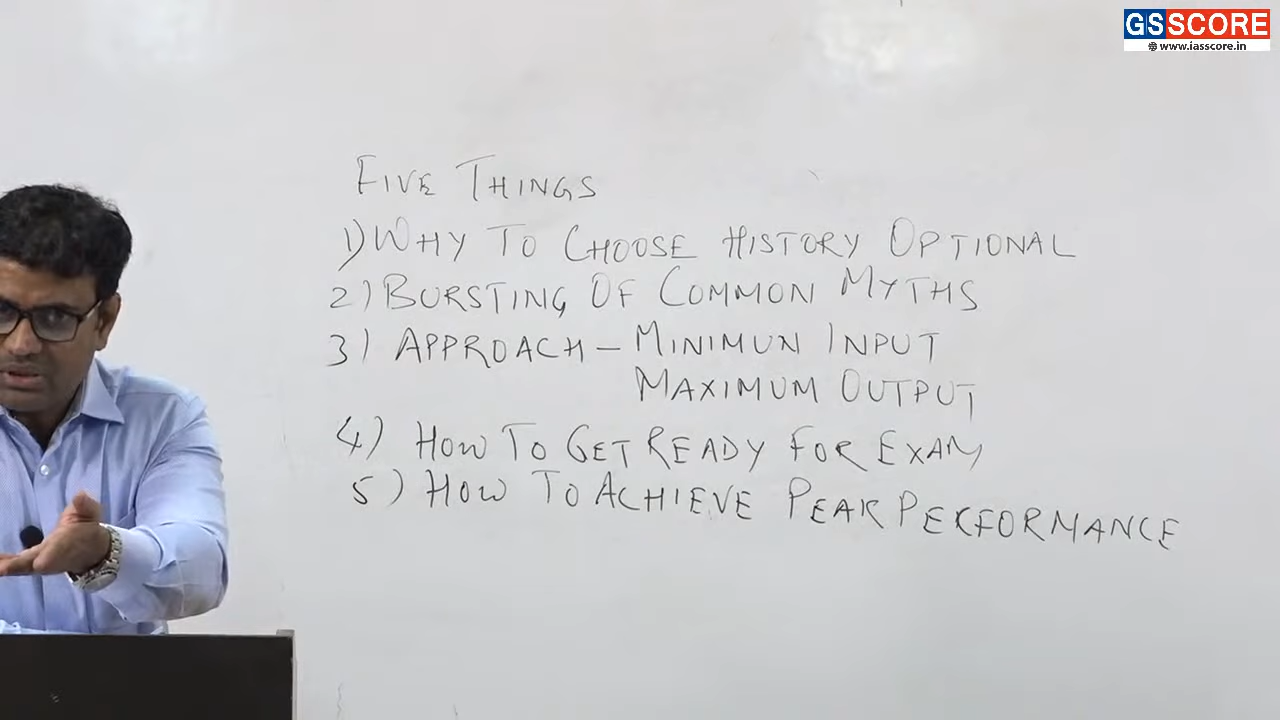 GSSCORE
www.iasscore.in
FIVE THINGS
1) WHY TO CHOOSE HISTORY OPTIONAL
2) BURSTING OF COMMON MYTHS
3) APPROACH - MINIMUN INPUT
MAXIMUM OUTPUT
4) HOW TO GET READY FOR EXAM
5) HOW TO ACHIEVE PEAK PERFORMANCE